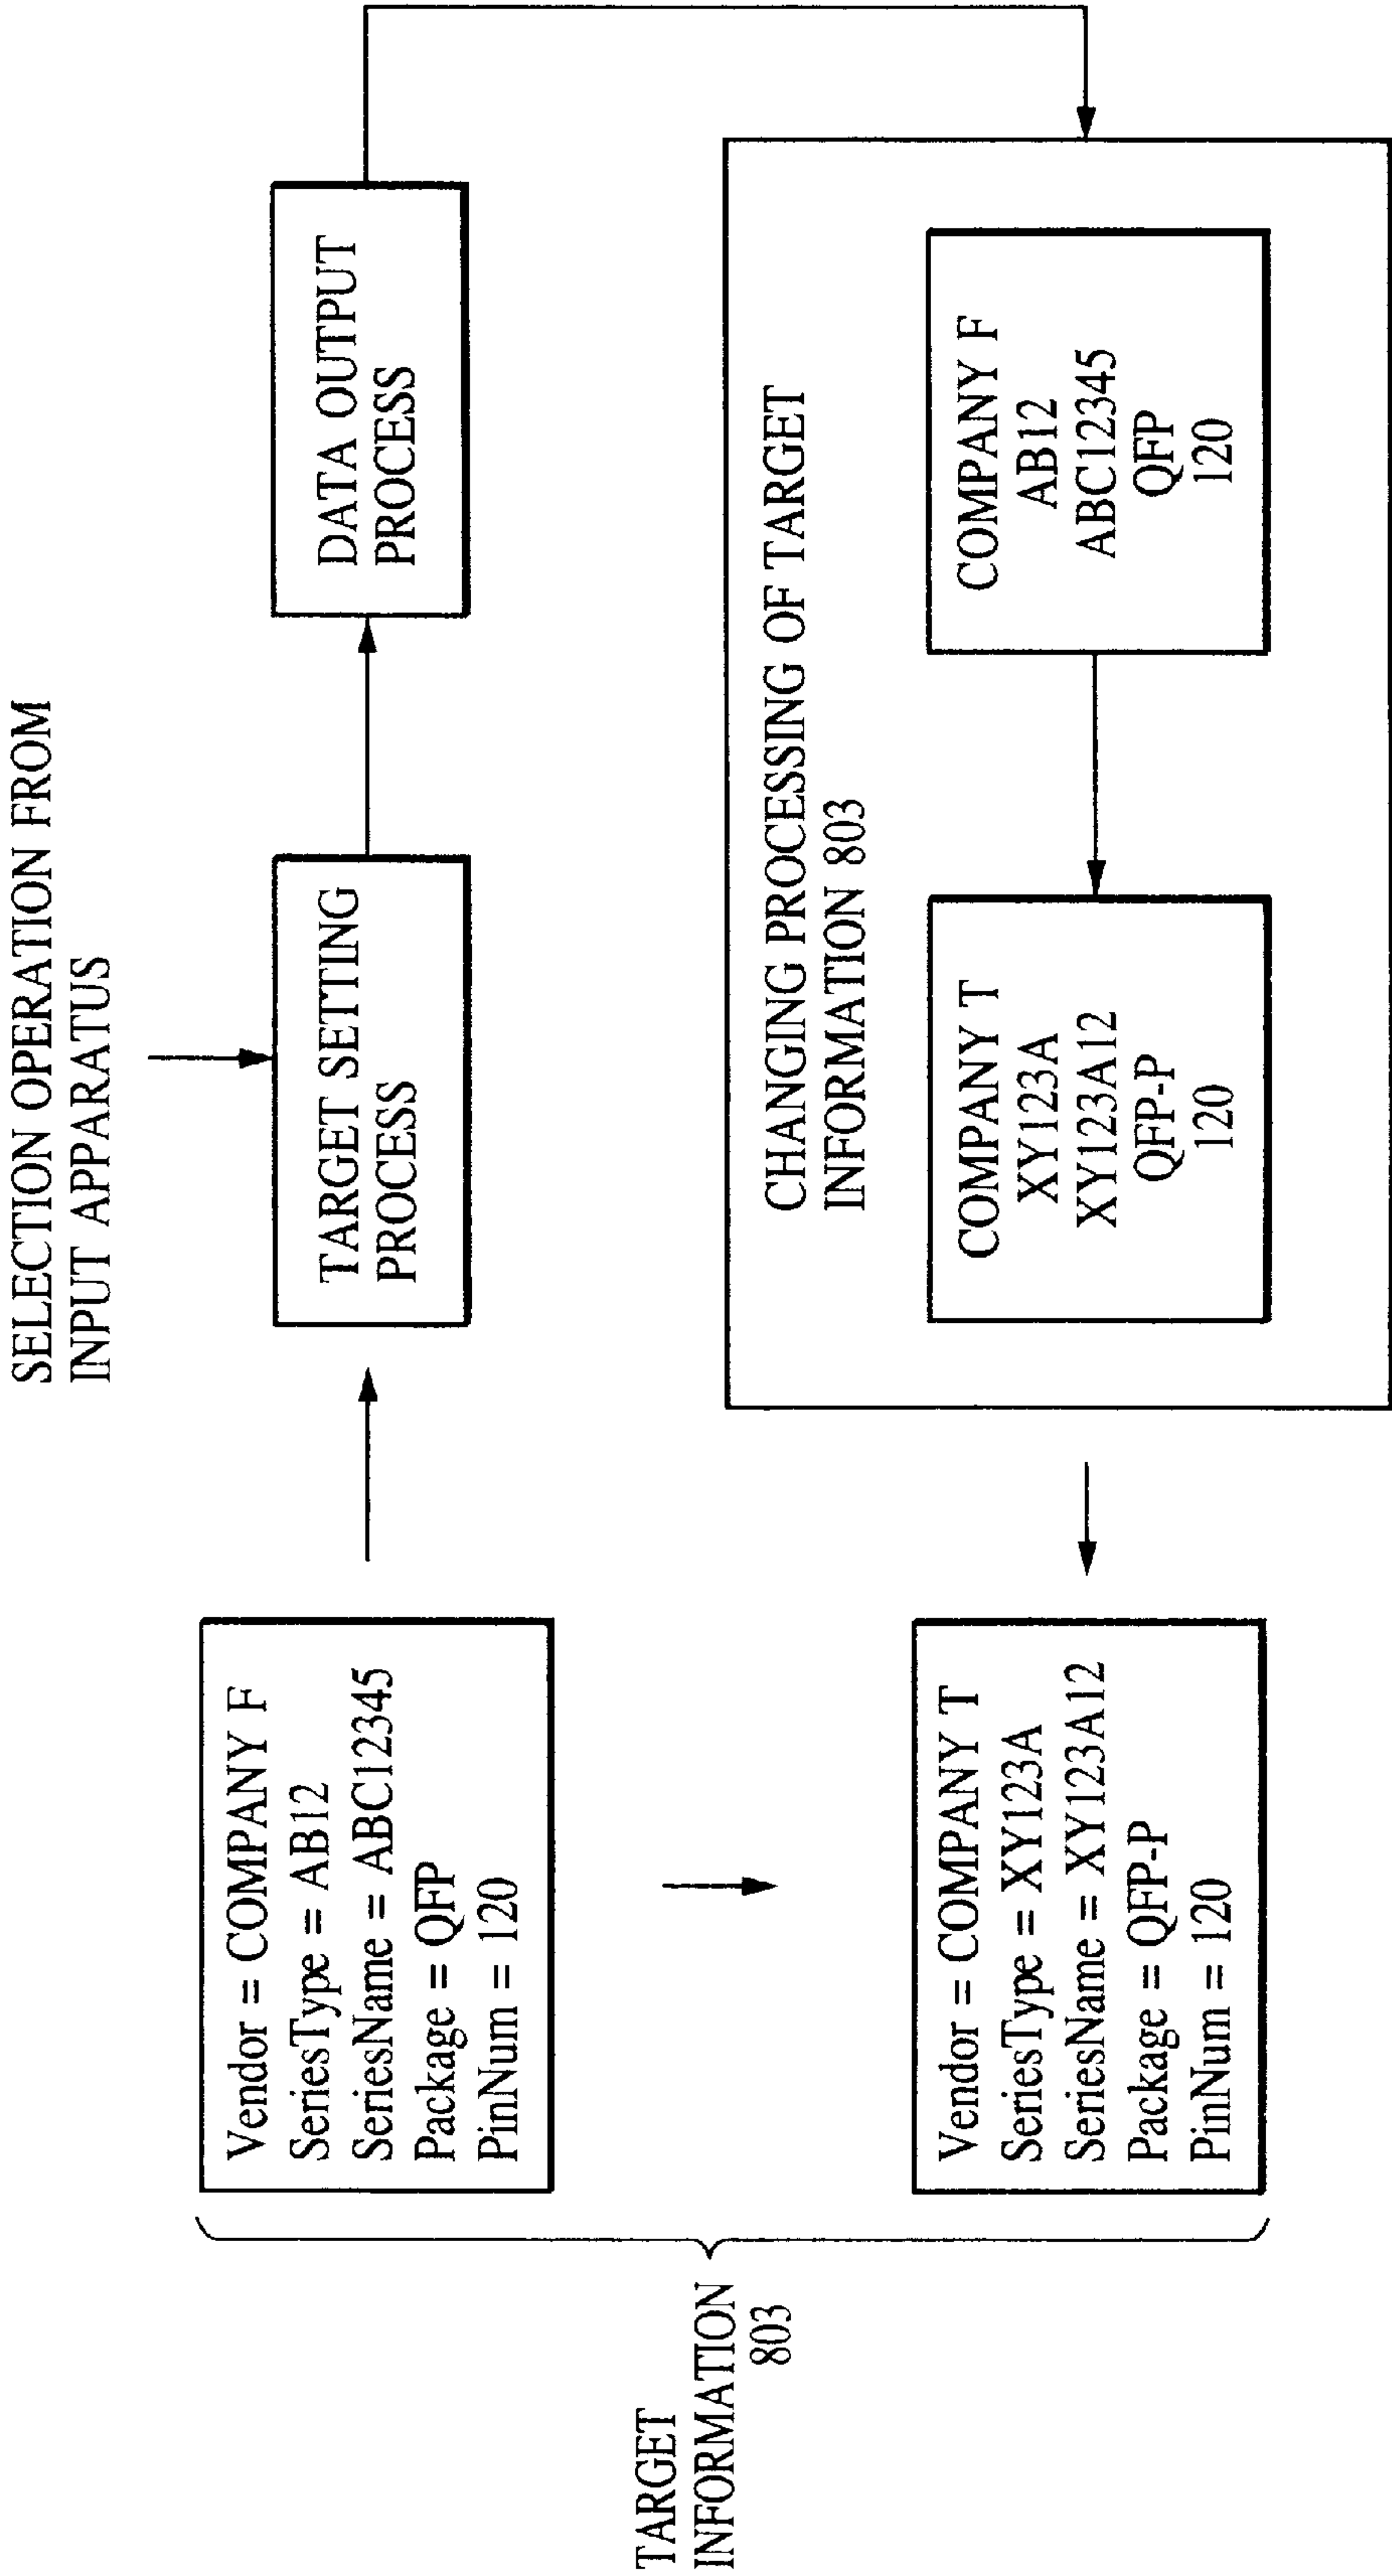 SELECTION OPERATION FROM
INPUT APPARATUS
Vendor = COMPANY F
SeriesType = AB12
SeriesName = ABC12345
Package = QFP
PinNum = 120
TARGET SETTING
PROCESS
DATA OUTPUT
PROCESS
TARGET
INFORMATION
803
Vendor = COMPANY T
SeriesType = XY123A
SeriesName = XY123A12
Package = QFP-P
PinNum = 120
CHANGING PROCESSING OF TARGET
INFORMATION 803
COMPANY T
XY123A
XY123A12
QFP-P
120
COMPANY F
AB12
ABC12345
QFP
120